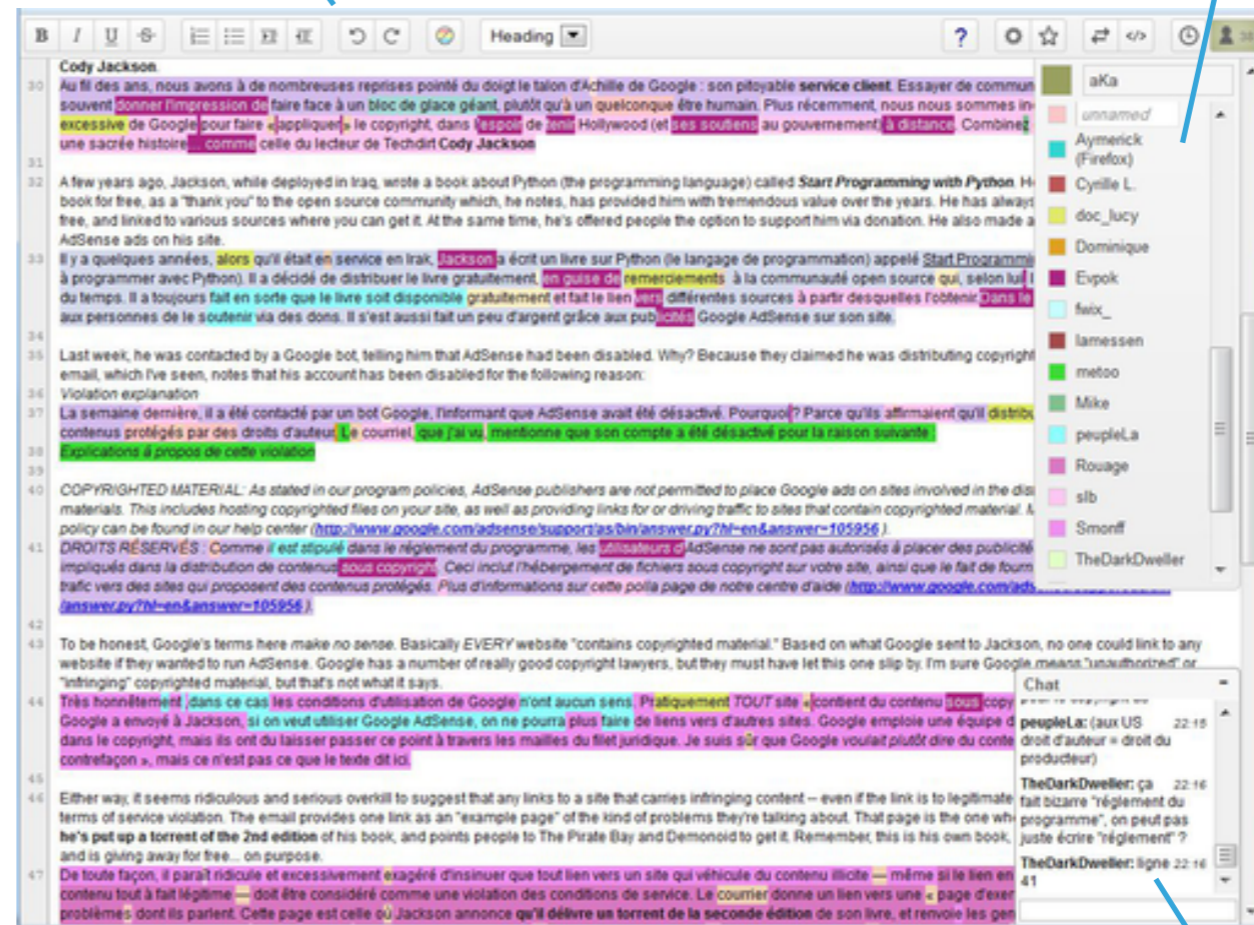 B I U S Heading ? </> 38
Cody Jackson.
30 Au fil des ans, nous avons à de nombreuses reprises pointé du doigt le talon d'Achille de Google : son pitoyable service client. Essayer de commun
souvent donner l'impression de faire face à un bloc de glace géant, plutôt qu'à un quelconque être humain. Plus récemment, nous nous sommes in
excessive de Google pour faire « appliquer » le copyright, dans l'espoir de tenir Hollywood (et ses soutiens au gouvernement) à distance. Combinez
une sacrée histoire... comme celle du lecteur de Techdirt Cody Jackson
31
32 A few years ago, Jackson, while deployed in Iraq, wrote a book about Python (the programming language) called Start Programming with Python. H
book for free, as a "thank you" to the open source community which, he notes, has provided him with tremendous value over the years. He has always
free, and linked to various sources where you can get it. At the same time, he's offered people the option to support him via donation. He also made a
AdSense ads on his site.
33 Il y a quelques années, alors qu'il était en service en Irak, Jackson a écrit un livre sur Python (le langage de programmation) appelé Start Programmi
à programmer avec Python). Il a décidé de distribuer le livre gratuitement, en guise de remerciements à la communauté open source qui, selon lui, l
du temps. Il a toujours fait en sorte que le livre soit disponible gratuitement et fait le lien vers différentes sources à partir desquelles l'obtenir. Dans le
aux personnes de le soutenir via des dons. Il s'est aussi fait un peu d'argent grâce aux publicités Google AdSense sur son site.
34
35 Last week, he was contacted by a Google bot, telling him that AdSense had been disabled. Why? Because they claimed he was distributing copyright
email, which I've seen, notes that his account has been disabled for the following reason:
36 Violation explanation
37 La semaine dernière, il a été contacté par un bot Google, l'informant que AdSense avait été désactivé. Pourquoi ? Parce qu'ils affirmaient qu'il distribu
contenus protégés par des droits d'auteur. Le courriel, que j'ai vu, mentionne que son compte a été désactivé pour la raison suivante :
38 Explications á propos de cette violation
39
40 COPYRIGHTED MATERIAL: As stated in our program policies, AdSense publishers are not permitted to place Google ads on sites involved in the dis
materials. This includes hosting copyrighted files on your site, as well as providing links for or driving traffic to sites that contain copyrighted material. M
policy can be found in our help center (http://www.google.com/adsense/support/as/bin/answer.py?hl=en&answer=105956 ).
41 DROITS RÉSERVÉS : Comme il est stipulé dans le réglement du programme, les utilisateurs d'AdSense ne sont pas autorisés à placer des publicité
impliqués dans la distribution de contenus sous copyright. Ceci inclut l'hébergement de fichiers sous copyright sur votre site, ainsi que le fait de fourn
trafic vers des sites qui proposent des contenus protégés. Plus d'informations sur cette polla page de notre centre d'aide (http://www.google.com/ads
/answer.py?hl=en&answer=105956 ).
42
43 To be honest, Google's terms here make no sense. Basically EVERY website "contains copyrighted material." Based on what Google sent to Jackson, no one could link to any
website if they wanted to run AdSense. Google has a number of really good copyright lawyers, but they must have let this one slip by. I'm sure Google means "unauthorized" or
"infringing" copyrighted material, but that's not what it says.
44 Très honnêtement ,dans ce cas les conditions d'utilisation de Google n'ont aucun sens. Pratiquement TOUT site « contient du contenu sous copy
Google a envoyé à Jackson, si on veut utiliser Google AdSense, on ne pourra plus faire de liens vers d'autres sites. Google emploie une équipe d
dans le copyright, mais ils ont du laisser passer ce point à travers les mailles du filet juridique. Je suis sûr que Google voulait plutôt dire du conte
contrefaçon », mais ce n'est pas ce que le texte dit ici.
45
46 Either way, it seems ridiculous and serious overkill to suggest that any links to a site that carries infringing content -- even if the link is to legitimate
terms of service violation. The email provides one link as an "example page" of the kind of problems they're talking about. That page is the one wh
he's put up a torrent of the 2nd edition of his book, and points people to The Pirate Bay and Demonoid to get it. Remember, this is his own book,
and is giving away for free... on purpose.
47 De toute façon, il paraît ridicule et excessivement exagéré d'insinuer que tout lien vers un site qui véhicule du contenu illicite — même si le lien en
contenu tout à fait légitime — doit être considéré comme une violation des conditions de service. Le courrier donne un lien vers une « page d'exer
problèmes dont ils parlent. Cette page est celle où Jackson annonce qu'il délivre un torrent de la seconde édition de son livre, et renvoie les gen
aKa
unnamed
Aymerick
(Firefox)
Cyrille L.
doc_lucy
Dominique
Evpok
fwix_
lamessen
metoo
Mike
peupleLa
Rouage
slb
Smonff
TheDarkDweller
Chat -
peupleLa: (aux US 22:15
droit d'auteur = droit du
producteur)
TheDarkDweller: ça 22:16
fait bizarre "réglement du
programme", on peut pas
juste écrire "réglement" ?
TheDarkDweller: ligne 22:16
41